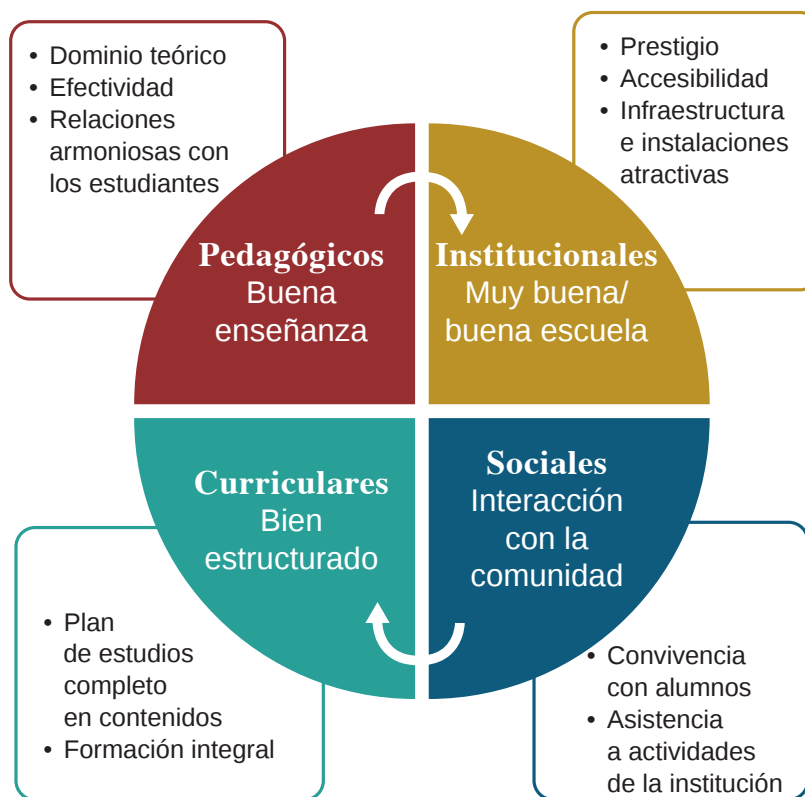 • Dominio teórico
• Efectividad
• Relaciones
armoniosas con
los estudiantes
• Prestigio
• Accesibilidad
• Infraestructura
e instalaciones
atractivas
Pedagógicos
Buena
enseñanza
Institucionales
Muy buena/
buena escuela
Curriculares
Bien
estructurado
Sociales
Interacción
con la
comunidad
• Plan
de estudios
completo
en contenidos
• Formación integral
• Convivencia
con alumnos
• Asistencia
a actividades
de la institución